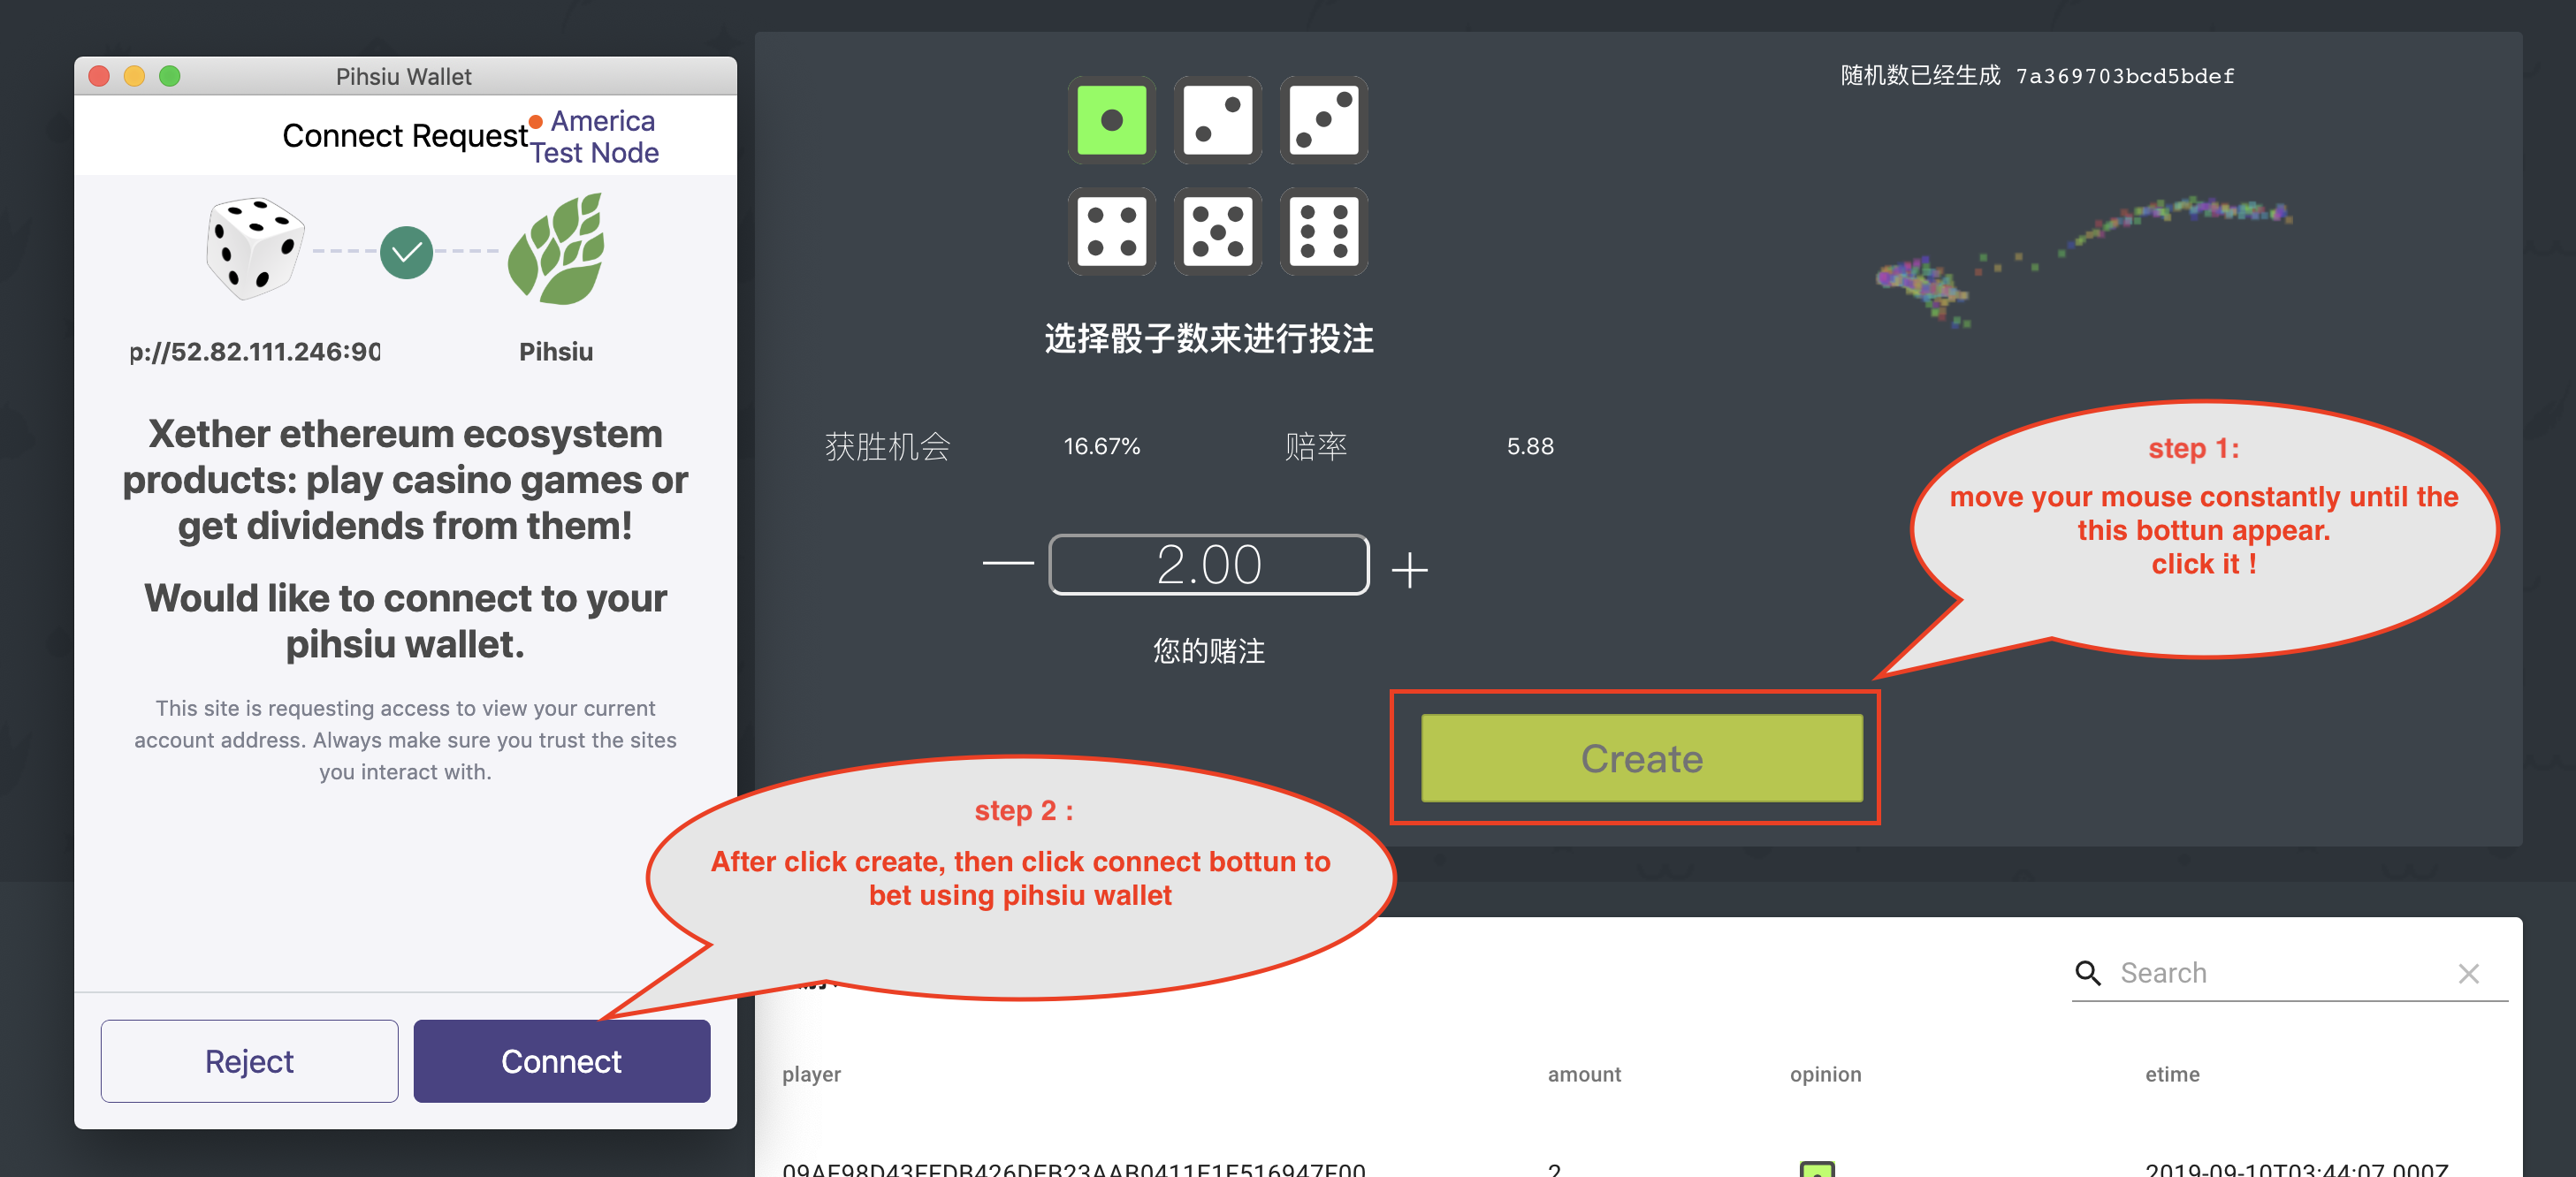 Pihsiu Wallet
Connect Request
America
Test Node
p://52.82.111.246:90
Pihsiu
Xether ethereum ecosystem
products: play casino games or
get dividends from them!
Would like to connect to your
pihsiu wallet.
This site is requesting access to view your current
account address. Always make sure you trust the sites
you interact with.
Reject
Connect
随机数已经生成 7a369703bcd5bdef
选择骰子数来进行投注
获胜机会 16.67% 赔率 5.88
— 2.00 +
您的赌注
Create
step 1:
move your mouse constantly until the
this bottun appear.
click it !
step 2 :
After click create, then click connect bottun to
bet using pihsiu wallet
Search
player amount opinion etime
2 2019-09-10T03:44:07.000Z